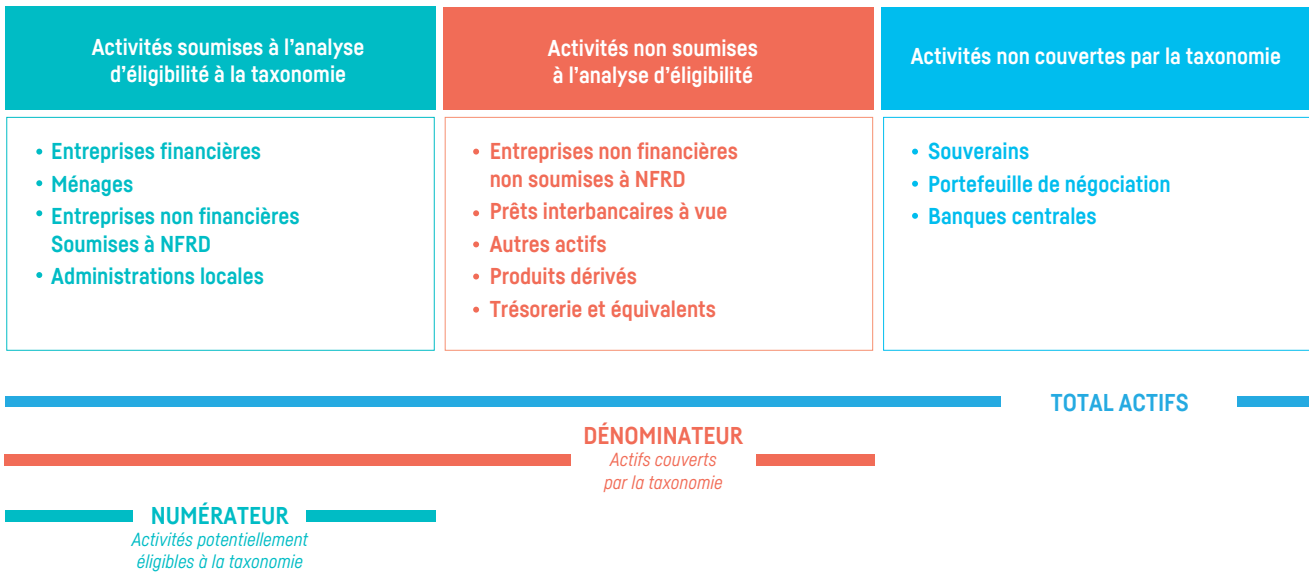 Activités soumises à l'analyse
d'éligibilité à la taxonomie
• Entreprises financières
• Ménages
• Entreprises non financières
Soumises à NFRD
• Administrations locales
Activités non soumises
à l'analyse d'éligibilité
• Entreprises non financières
non soumises à NFRD
• Prêts interbancaires à vue
• Autres actifs
• Produits dérivés
• Trésorerie et équivalents
Activités non couvertes par la taxonomie
• Souverains
• Portefeuille de négociation
• Banques centrales
TOTAL ACTIFS
DÉNOMINATEUR
Actifs couverts
par la taxonomie
NUMÉRATEUR
Activités potentiellement
éligibles à la taxonomie